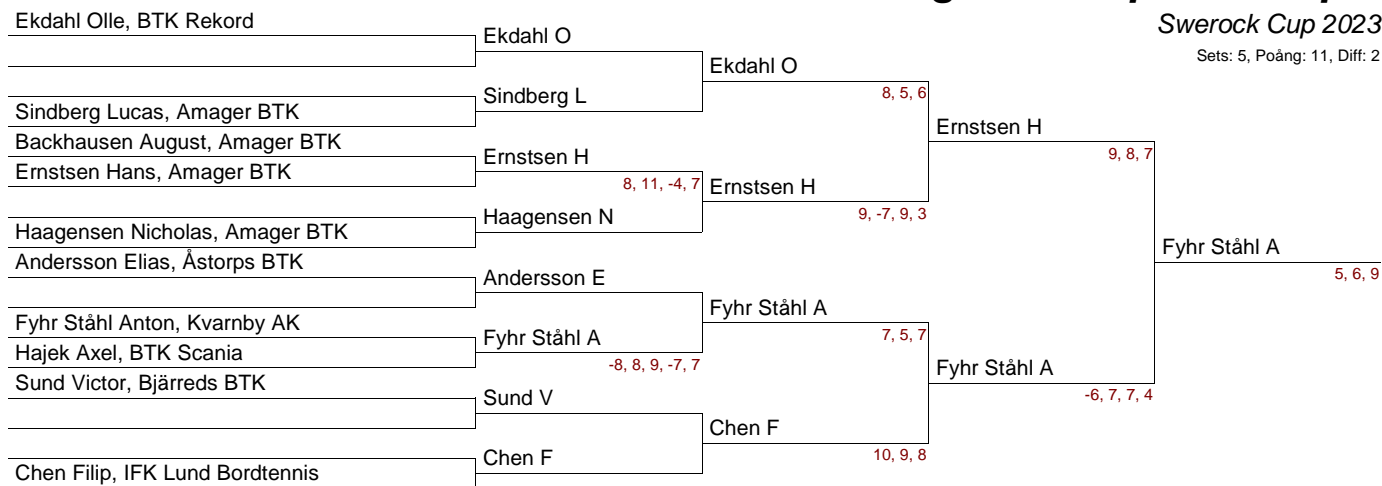 Swerock Cup 2023
Sets: 5, Poång: 11, Diff: 2
Ekdahl Olle, BTK Rekord
Sindberg Lucas, Amager BTK
Backhausen August, Amager BTK
Ernstsen Hans, Amager BTK
Haagensen Nicholas, Amager BTK
Andersson Elias, Åstorps BTK
Fyhr Ståhl Anton, Kvarnby AK
Hajek Axel, BTK Scania
Sund Victor, Bjärreds BTK
Chen Filip, IFK Lund Bordtennis
Ekdahl O
Sindberg L
Ernstsen H
8, 11, -4, 7
Haagensen N
Andersson E
Fyhr Ståhl A
-8, 8, 9, -7, 7
Sund V
Chen F
Ekdahl O
8, 5, 6
Ernstsen H
9, -7, 9, 3
Fyhr Ståhl A
7, 5, 7
Chen F
10, 9, 8
Ernstsen H
9, 8, 7
Fyhr Ståhl A
-6, 7, 7, 4
Fyhr Ståhl A
5, 6, 9